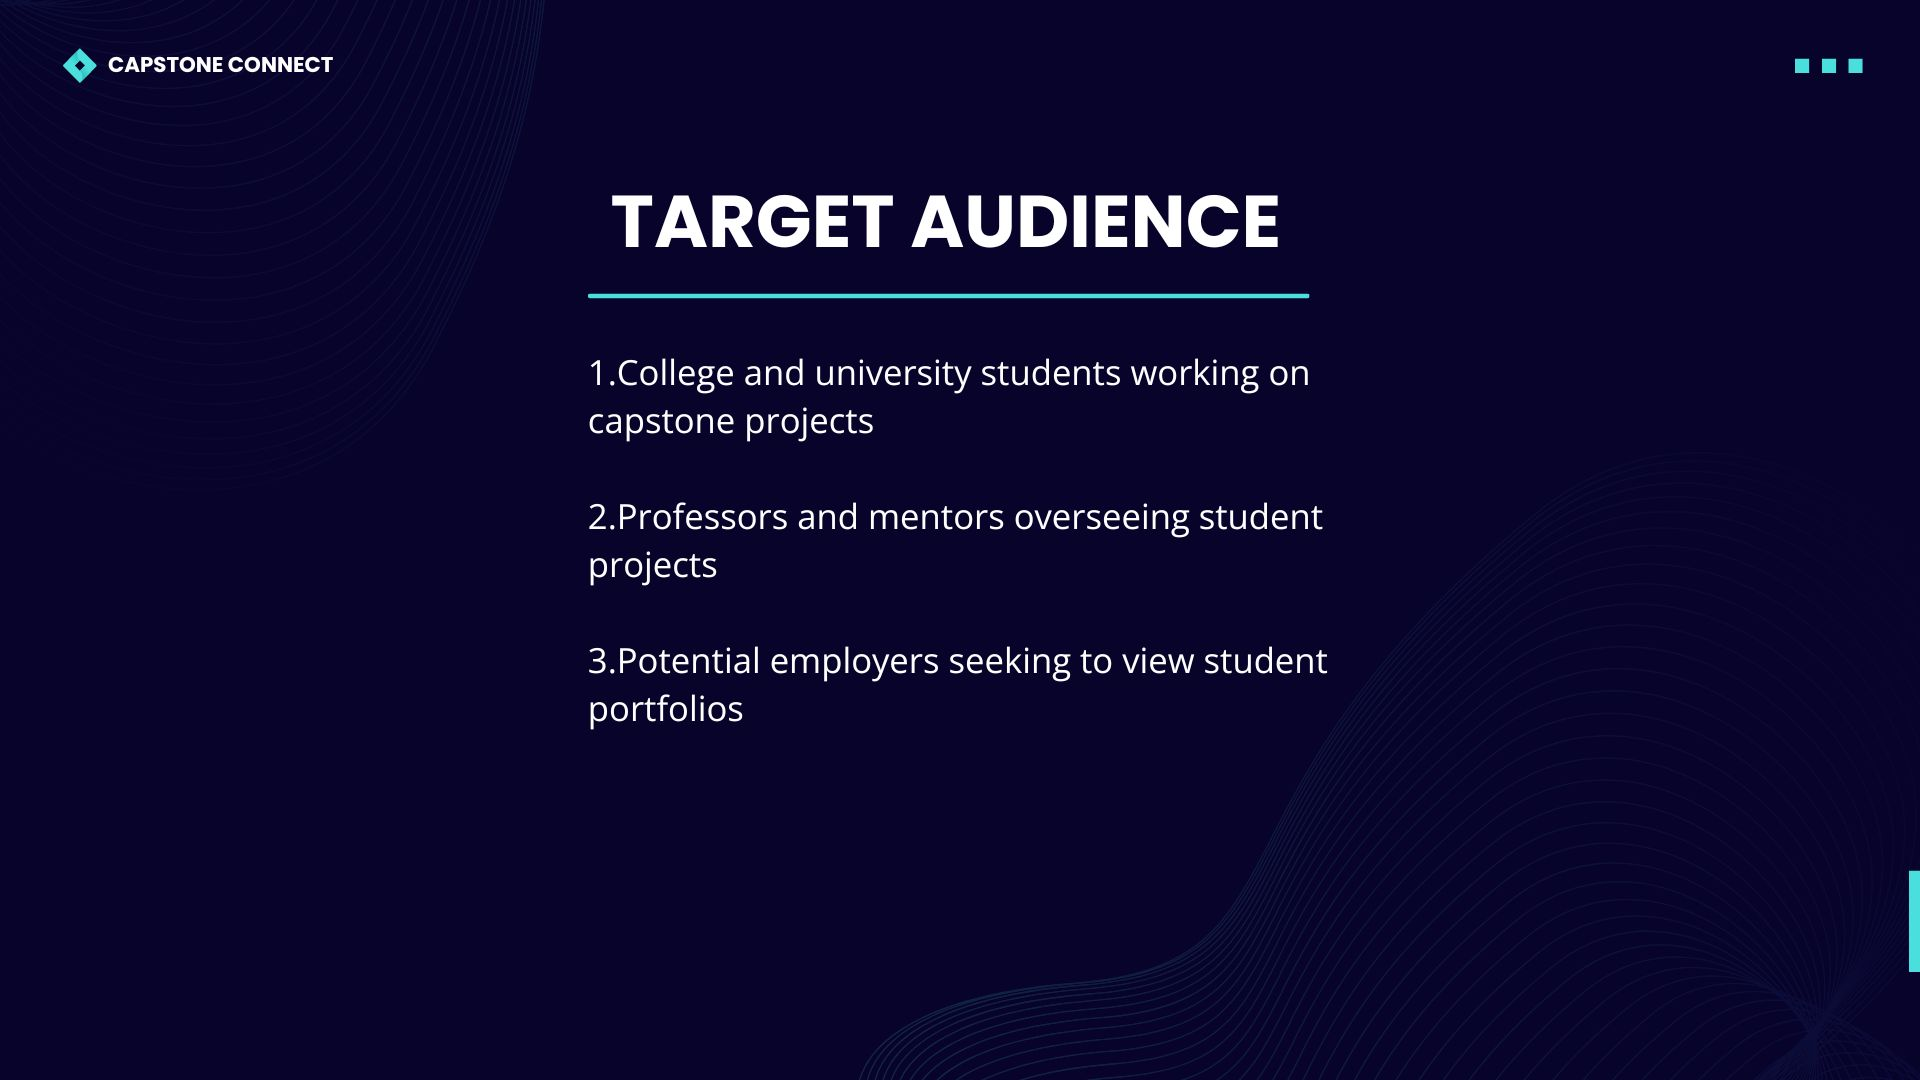 CAPSTONE CONNECT
TARGET AUDIENCE
1.College and university students working on
capstone projects
2.Professors and mentors overseeing student
projects
3.Potential employers seeking to view student
portfolios